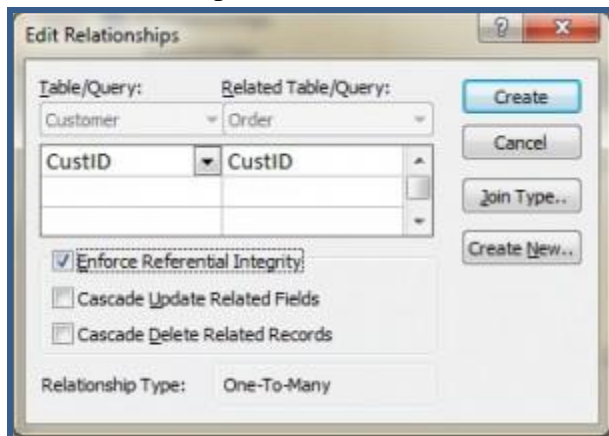 Edit Relationships
Table/Query: Related Table/Query:
Customer Order
CustID CustID
Enforce Referential Integrity
Cascade Update Related Fields
Cascade Delete Related Records
Relationship Type: One-To-Many
Create
Cancel
Join Type..
Create New..